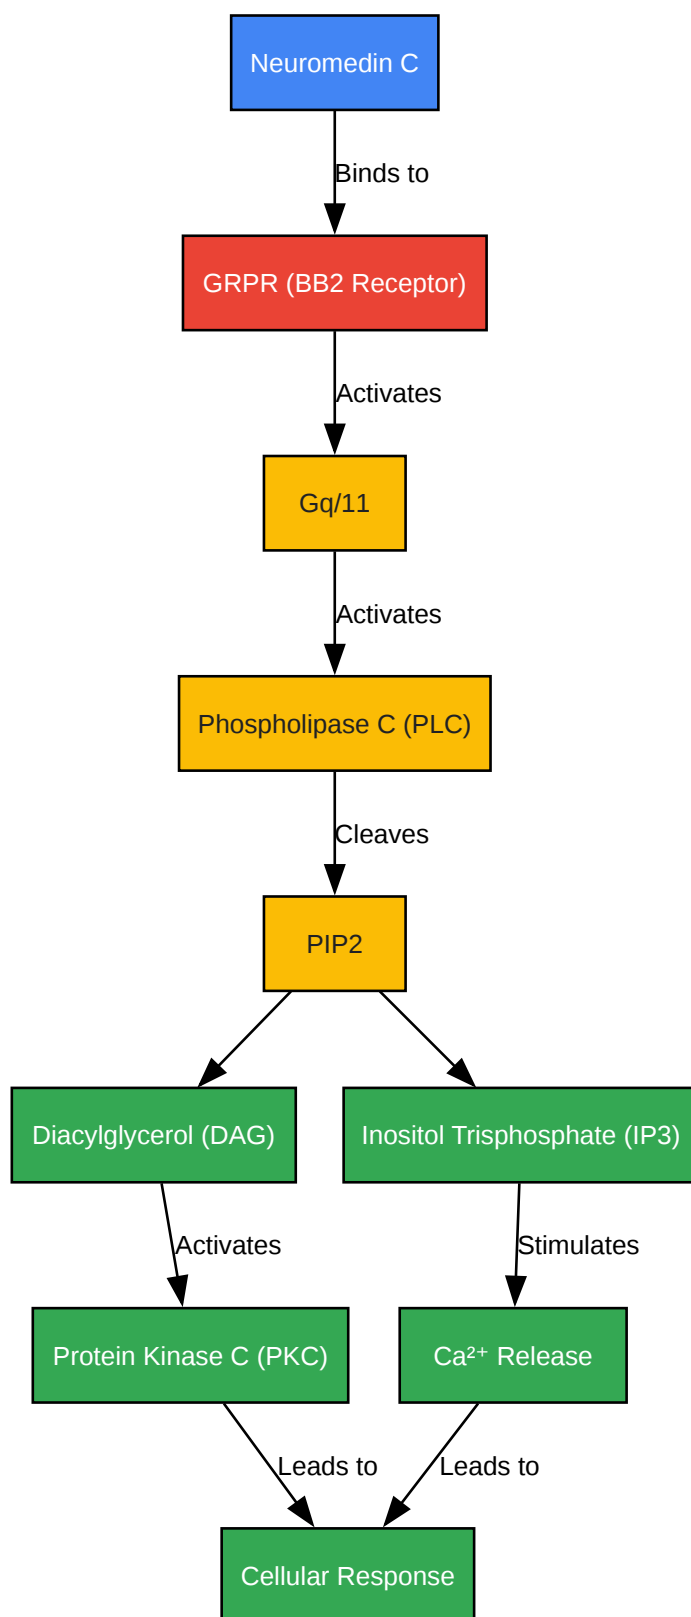 Neuromedin C
Binds to
GRPR (BB2 Receptor)
Activates
Gq/11
Activates
Phospholipase C (PLC)
Cleaves
PIP2
Diacylglycerol (DAG)
Inositol Trisphosphate (IP3)
Activates
Stimulates
Protein Kinase C (PKC)
Ca²⁺ Release
Leads to
Leads to
Cellular Response